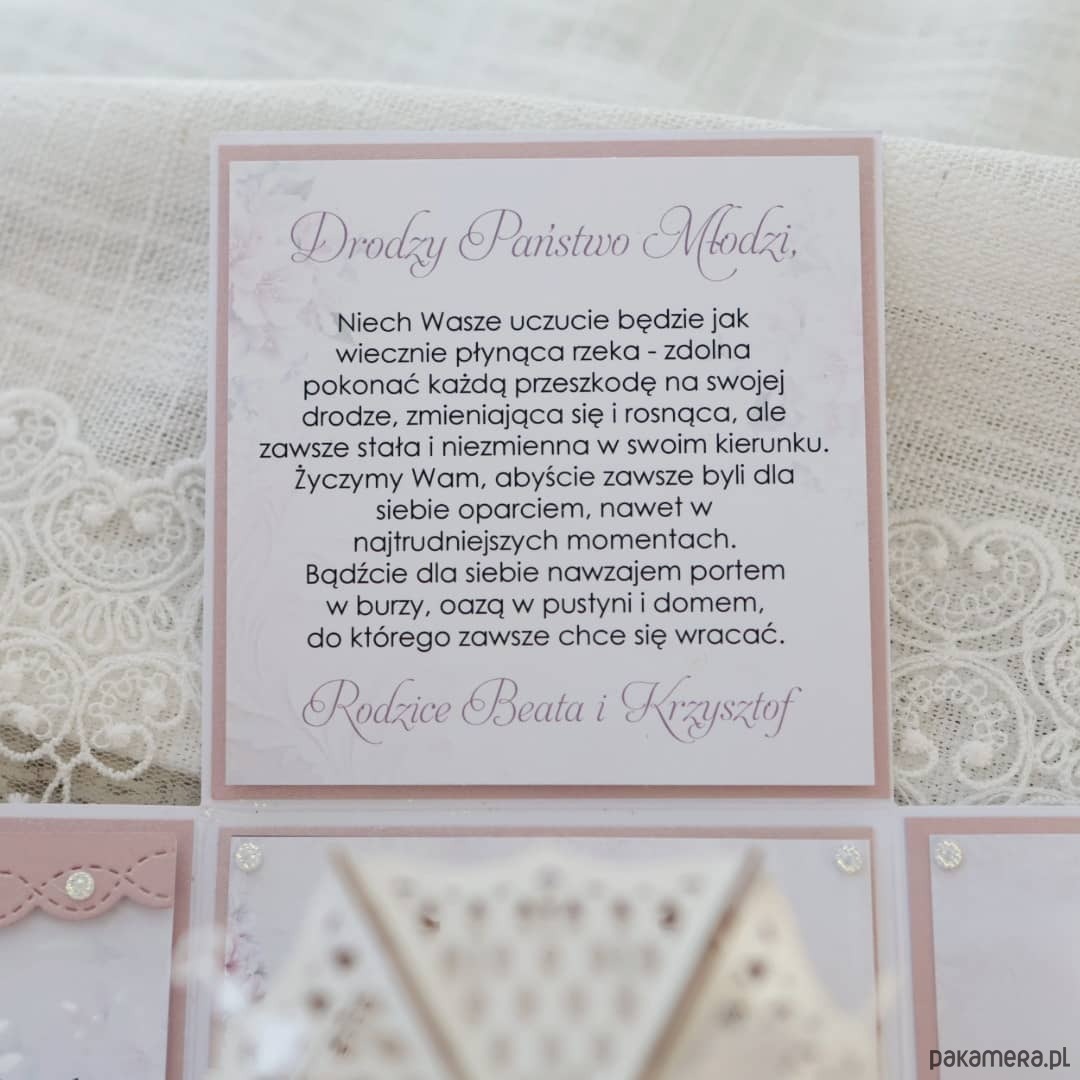 Drodzy Państwo Młodzi,
Niech Wasze uczucie będzie jak
wiecznie płynąca rzeka - zdolna
pokonać każdą przeszkodę na swojej
drodze, zmieniająca się i rosnąca, ale
zawsze stała i niezmienna w swoim kierunku.
Życzymy Wam, abyście zawsze byli dla
siebie oparciem, nawet w
najtrudniejszych momentach.
Bądźcie dla siebie nawzajem portem
w burzy, oazą w pustyni i domem,
do którego zawsze chce się wracać.
Rodzice Beata i Krzysztof
pakamera.pl